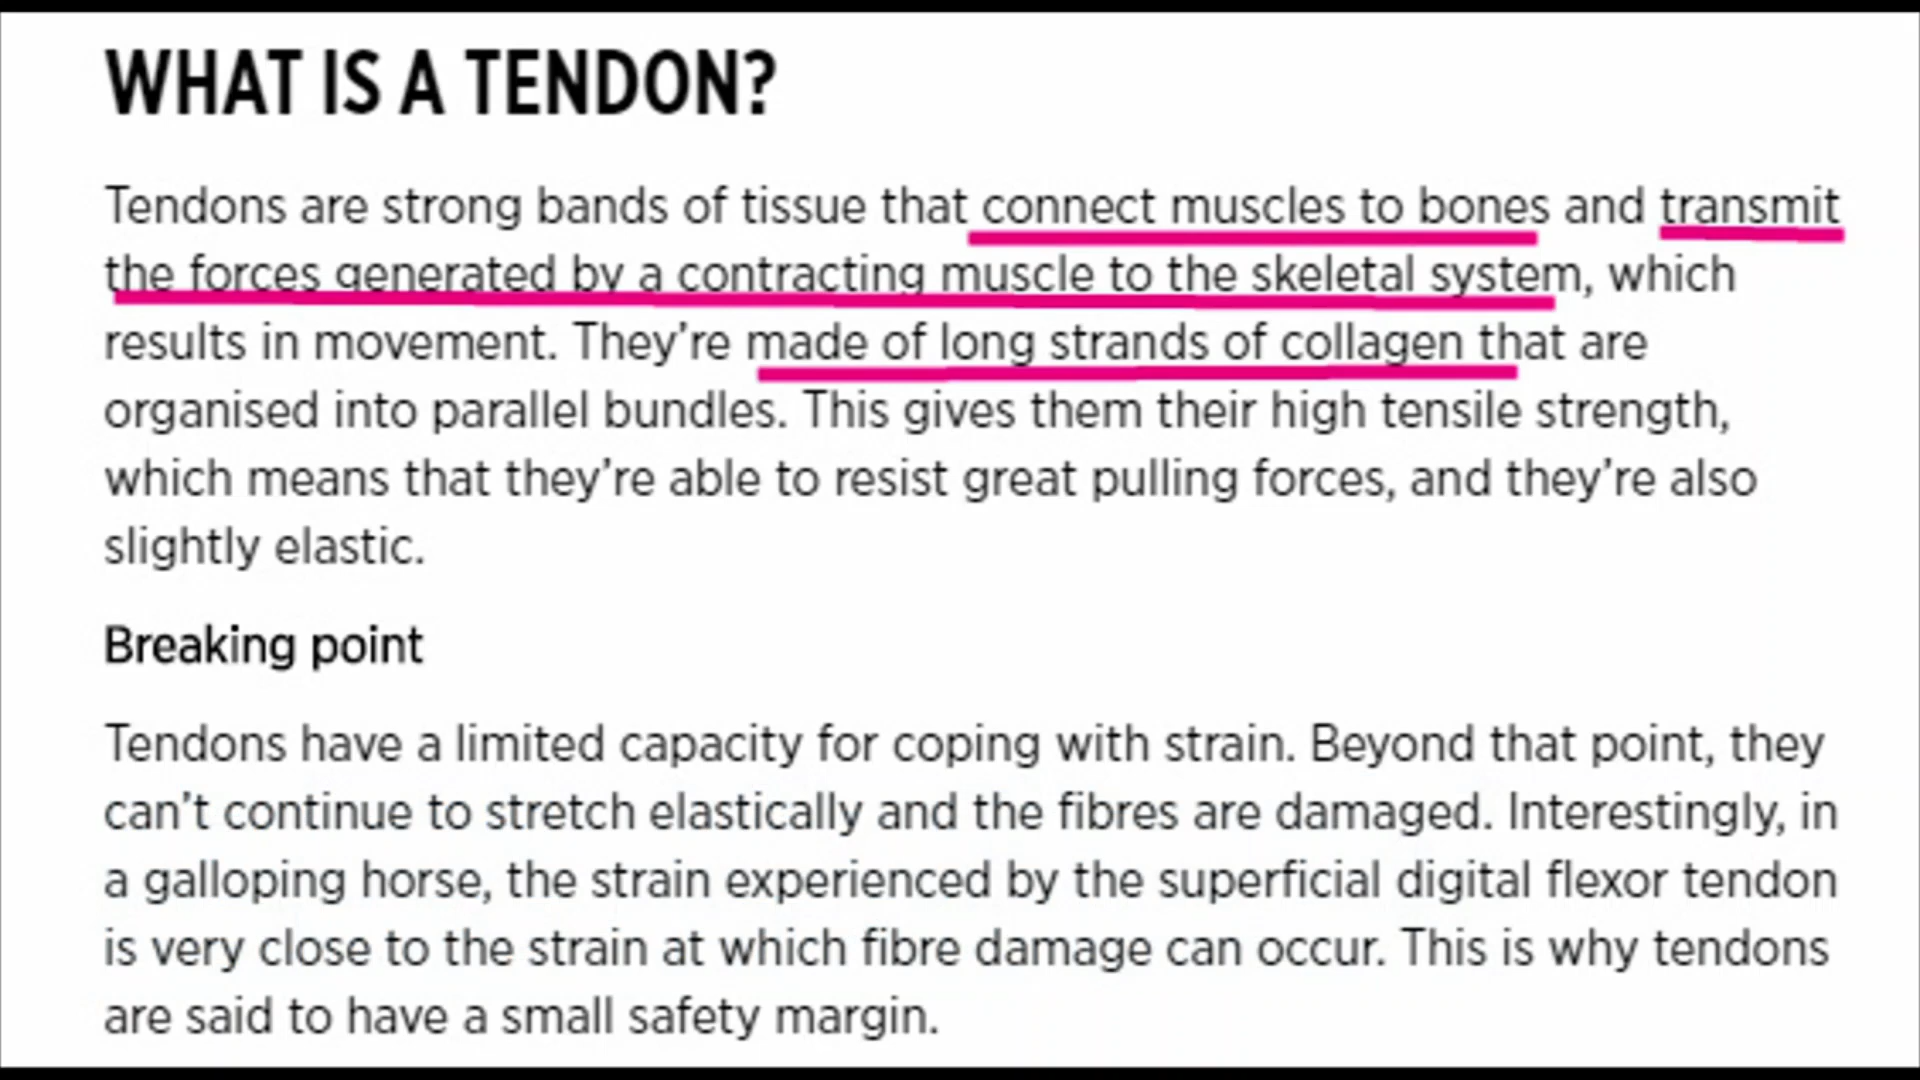 WHAT IS A TENDON?
Tendons are strong bands of tissue that connect muscles to bones and transmit
the forces generated by a contracting muscle to the skeletal system, which
results in movement. They're made of long strands of collagen that are
organised into parallel bundles. This gives them their high tensile strength,
which means that they're able to resist great pulling forces, and they're also
slightly elastic.
Breaking point
Tendons have a limited capacity for coping with strain. Beyond that point, they
can't continue to stretch elastically and the fibres are damaged. Interestingly, in
a galloping horse, the strain experienced by the superficial digital flexor tendon
is very close to the strain at which fibre damage can occur. This is why tendons
are said to have a small safety margin.